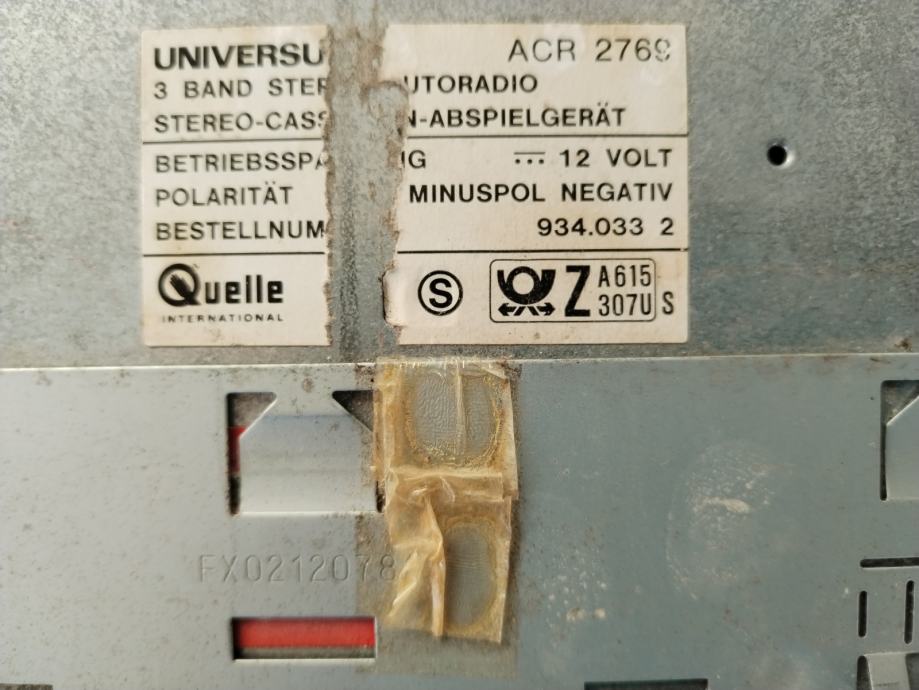 UNIVERSU ACR 2769
3 BAND STER UTORADIO
STEREO-CASS N-ABSPIELGERÄT
BETRIEBSSPA NG 12 VOLT
POLARITÄT MINUSPOL NEGATIV
BESTELLNUM 934.033 2
Quelle
INTERNATIONAL
S
Z A615
307U S
FX0212078